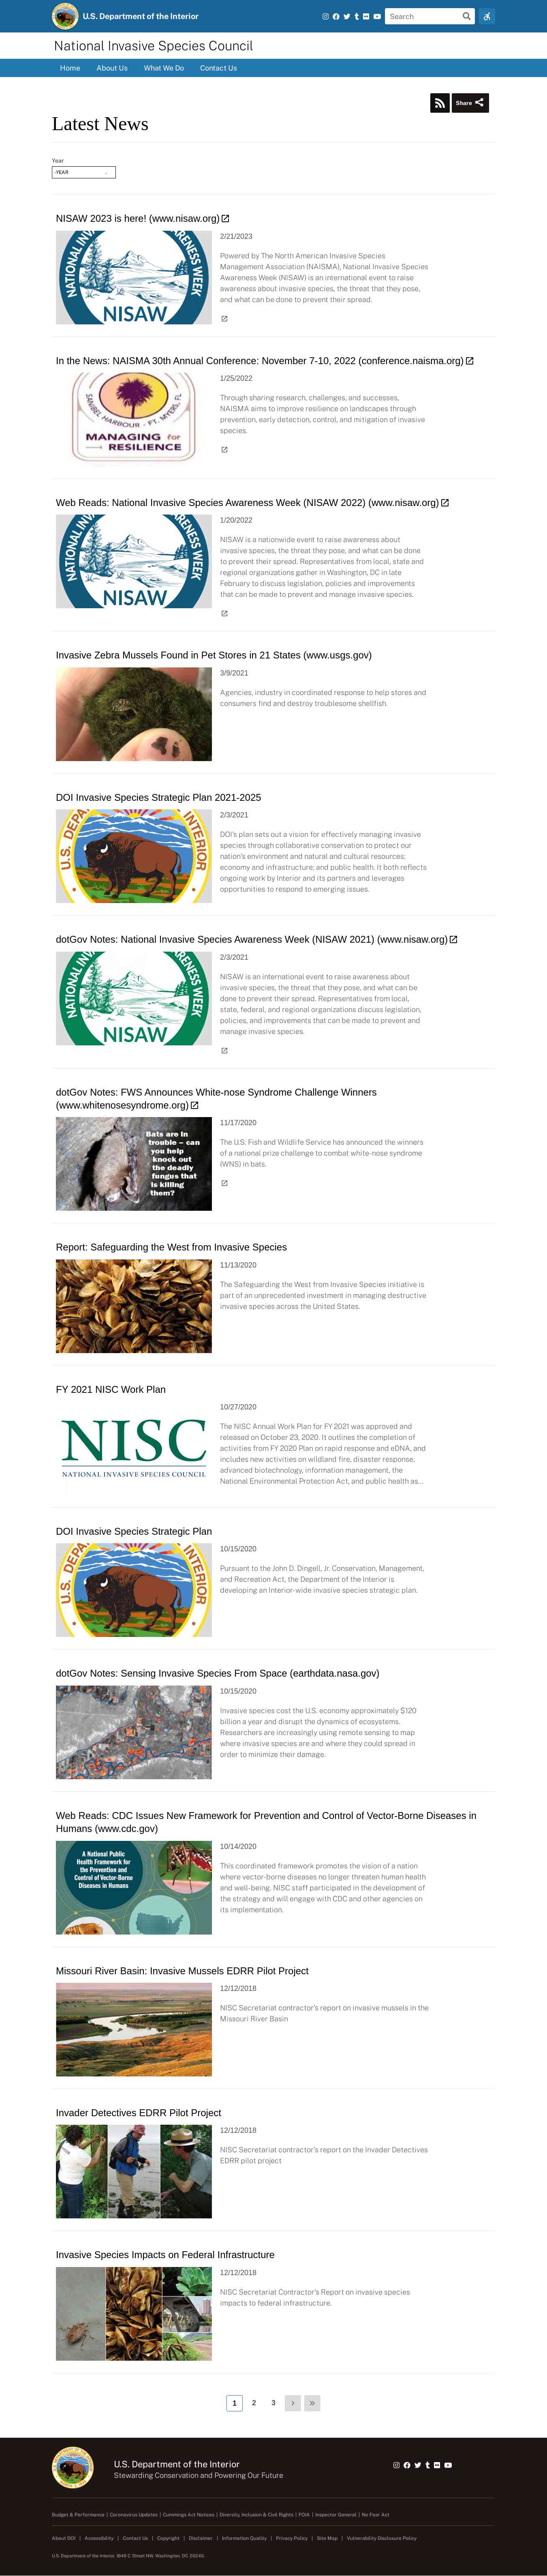 U.S. Department of the Interior
Search
National Invasive Species Council
Home
About Us
What We Do
Contact Us
Share
Latest News
Year
-YEAR
NISAW 2023 is here! (www.nisaw.org)
NATIONAL INVASIVE
AWARENESS WEEK
NISAW
2/21/2023
Powered by The North American Invasive Species
Management Association (NAISMA), National Invasive Species
Awareness Week (NISAW) is an international event to raise
awareness about invasive species, the threat that they pose,
and what can be done to prevent their spread.
In the News: NAISMA 30th Annual Conference: November 7-10, 2022 (conference.naisma.org)
SANIBEL HARBOUR - FT. MYERS, FL
MANAGING for
RESILIENCE
1/25/2022
Through sharing research, challenges, and successes,
NAISMA aims to improve resilience on landscapes through
prevention, early detection, control, and mitigation of invasive
species.
Web Reads: National Invasive Species Awareness Week (NISAW 2022) (www.nisaw.org)
NATIONAL INVASIVE
AWARENESS WEEK
NISAW
1/20/2022
NISAW is a nationwide event to raise awareness about
invasive species, the threat they pose, and what can be done
to prevent their spread. Representatives from local, state and
regional organizations gather in Washington, DC in late
February to discuss legislation, policies and improvements
that can be made to prevent and manage invasive species.
Invasive Zebra Mussels Found in Pet Stores in 21 States (www.usgs.gov)
3/9/2021
Agencies, industry in coordinated response to help stores and
consumers find and destroy troublesome shellfish.
DOI Invasive Species Strategic Plan 2021-2025
U.S. DEPA
INTERIOR
2/3/2021
DOI's plan sets out a vision for effectively managing invasive
species through collaborative conservation to protect our
nation's environment and natural and cultural resources;
economy and infrastructure; and public health. It both reflects
ongoing work by Interior and its partners and leverages
opportunities to respond to emerging issues.
dotGov Notes: National Invasive Species Awareness Week (NISAW 2021) (www.nisaw.org)
NATIONAL INVASIVE
AWARENESS WEEK
NISAW
2/3/2021
NISAW is an international event to raise awareness about
invasive species, the threat that they pose, and what can be
done to prevent their spread. Representatives from local,
state, federal, and regional organizations discuss legislation,
policies, and improvements that can be made to prevent and
manage invasive species.
dotGov Notes: FWS Announces White-nose Syndrome Challenge Winners
(www.whitenosesyndrome.org)
Bats are in
trouble – can
you help
knock out
the deadly
fungus that
is killing
them?
11/17/2020
The U.S. Fish and Wildlife Service has announced the winners
of a national prize challenge to combat white-nose syndrome
(WNS) in bats.
Report: Safeguarding the West from Invasive Species
11/13/2020
The Safeguarding the West from Invasive Species initiative is
part of an unprecedented investment in managing destructive
invasive species across the United States.
FY 2021 NISC Work Plan
NISC
NATIONAL INVASIVE SPECIES COUNCIL
10/27/2020
The NISC Annual Work Plan for FY 2021 was approved and
released on October 23, 2020. It outlines the completion of
activities from FY 2020 Plan on rapid response and eDNA, and
includes new activities on wildland fire, disaster response,
advanced biotechnology, information management, the
National Environmental Protection Act, and public health as...
DOI Invasive Species Strategic Plan
U.S. DEPA
INTERIOR
10/15/2020
Pursuant to the John D. Dingell, Jr. Conservation, Management,
and Recreation Act, the Department of the Interior is
developing an Interior-wide invasive species strategic plan.
dotGov Notes: Sensing Invasive Species From Space (earthdata.nasa.gov)
10/15/2020
Invasive species cost the U.S. economy approximately $120
billion a year and disrupt the dynamics of ecosystems.
Researchers are increasingly using remote sensing to map
where invasive species are and where they could spread in
order to minimize their damage.
Web Reads: CDC Issues New Framework for Prevention and Control of Vector-Borne Diseases in
Humans (www.cdc.gov)
A National Public
Health Framework for
the Prevention and
Control of Vector-Borne
Diseases in Humans
10/14/2020
This coordinated framework promotes the vision of a nation
where vector-borne diseases no longer threaten human health
and well-being. NISC staff participated in the development of
the strategy and will engage with CDC and other agencies on
its implementation.
Missouri River Basin: Invasive Mussels EDRR Pilot Project
12/12/2018
NISC Secretariat contractor's report on invasive mussels in the
Missouri River Basin
Invader Detectives EDRR Pilot Project
12/12/2018
NISC Secretariat contractor's report on the Invader Detectives
EDRR pilot project
Invasive Species Impacts on Federal Infrastructure
12/12/2018
NISC Secretariat Contractor's Report on invasive species
impacts to federal infrastructure.
1 2 3 › »
U.S. Department of the Interior
Stewarding Conservation and Powering Our Future
Budget & Performance | Coronavirus Updates | Cummings Act Notices | Diversity, Inclusion & Civil Rights | FOIA | Inspector General | No Fear Act
About DOI | Accessibility | Contact Us | Copyright | Disclaimer | Information Quality | Privacy Policy | Site Map | Vulnerability Disclosure Policy
U.S. Department of the Interior, 1849 C Street NW, Washington, DC 20240.